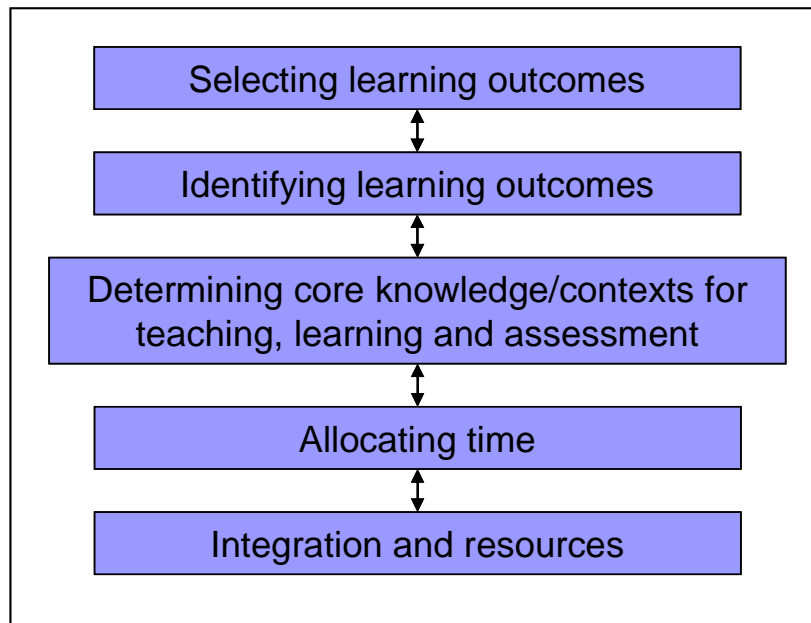 Selecting learning outcomes
Identifying learning outcomes
Determining core knowledge/contexts for
teaching, learning and assessment
Allocating time
Integration and resources